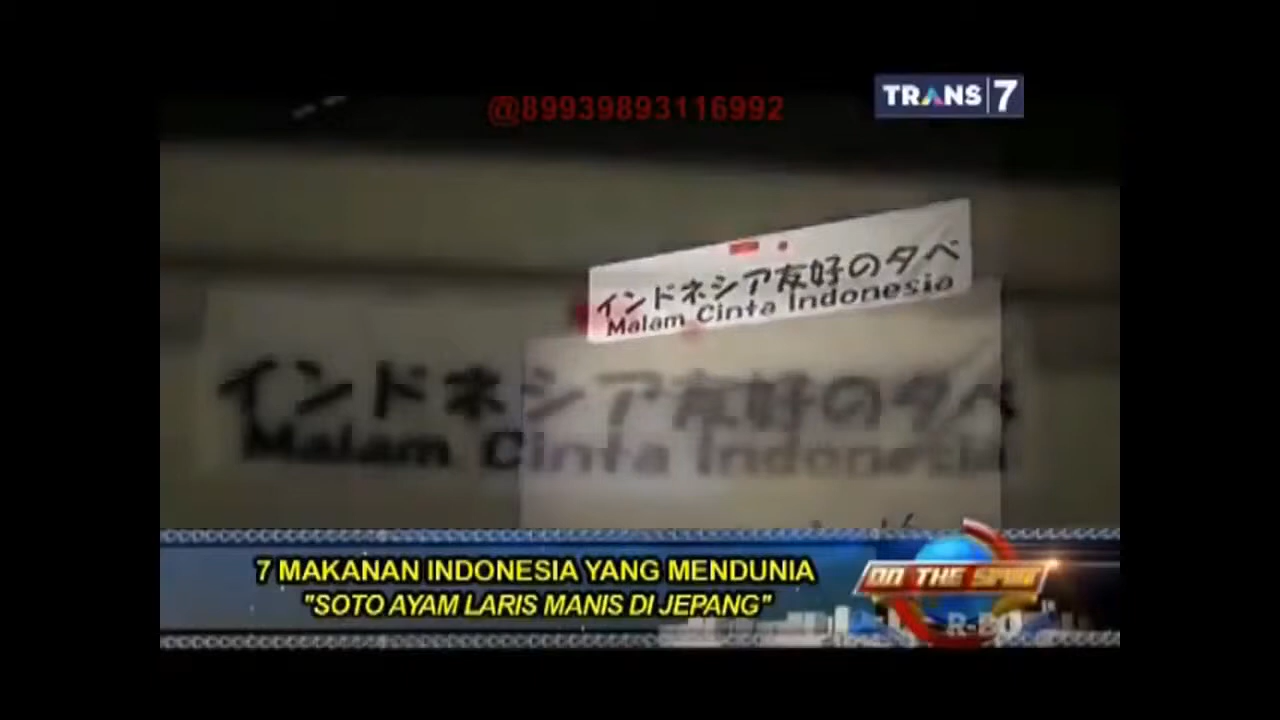 @89939893116992
TRANS 7
インドネシア友好の夕べ
Malam Cinta Indonesia
インドネシア友好の夕べ
Malam Cinta Indonesia
7 MAKANAN INDONESIA YANG MENDUNIA
"SOTO AYAM LARIS MANIS DI JEPANG"
ON THE SPOT